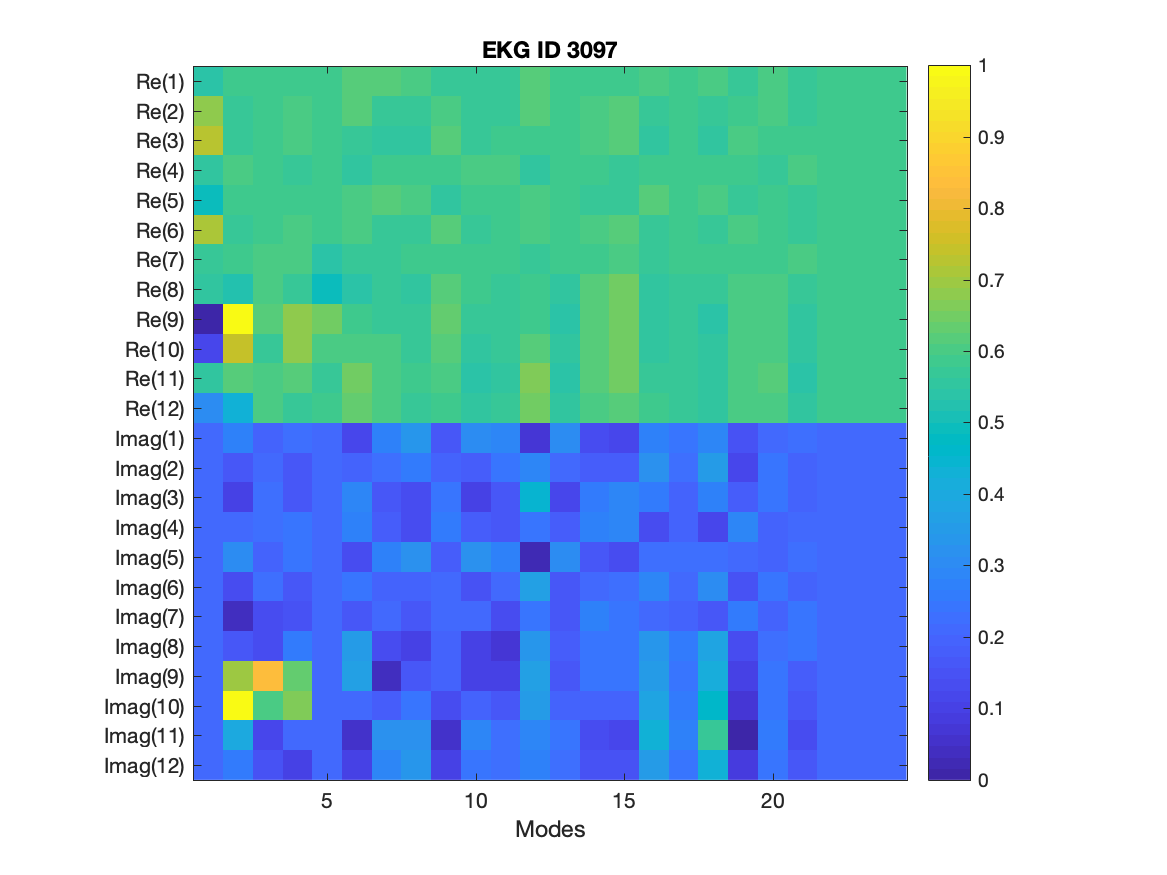 EKG ID 3097
Re(1)
Re(2)
Re(3)
Re(4)
Re(5)
Re(6)
Re(7)
Re(8)
Re(9)
Re(10)
Re(11)
Re(12)
Imag(1)
Imag(2)
Imag(3)
Imag(4)
Imag(5)
Imag(6)
Imag(7)
Imag(8)
Imag(9)
Imag(10)
Imag(11)
Imag(12)
5 10 15 20
Modes
1
0.9
0.8
0.7
0.6
0.5
0.4
0.3
0.2
0.1
0